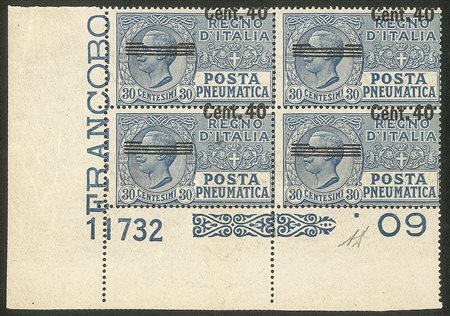 Cent. 40 Cent. 40
REGNO REGNO
D'ITALIA D'ITALIA
POSTA POSTA
30 CENTESIMI 30 PNEUMATICA 30 CENTESIMI 30 PNEUMATICA
Cent. 40 Cent. 40
REGNO REGNO
D'ITALIA D'ITALIA
POSTA POSTA
30 CENTESIMI 30 PNEUMATICA 30 CENTESIMI 30 PNEUMATICA
FRANCOBO
11732 09